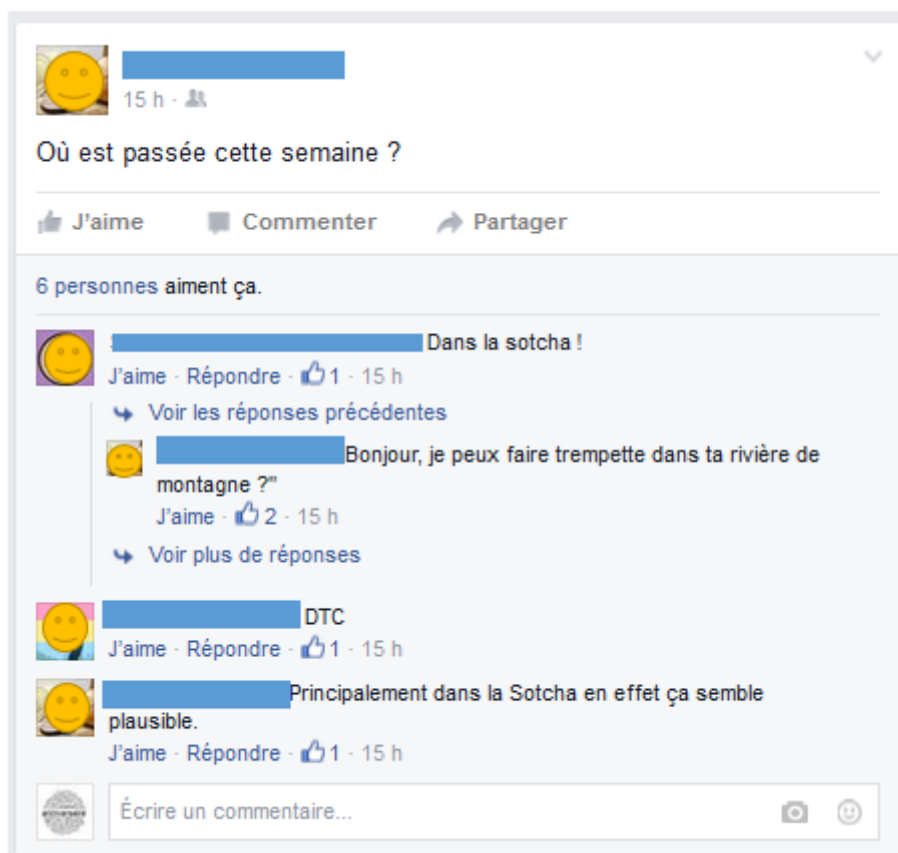 15 h ·
Où est passée cette semaine ?
J'aime Commenter Partager
6 personnes aiment ça.
Dans la sotcha !
J'aime · Répondre · 1 · 15 h
Voir les réponses précédentes
Bonjour, je peux faire trempette dans ta rivière de
montagne ?"
J'aime · 2 · 15 h
Voir plus de réponses
DTC
J'aime · Répondre · 1 · 15 h
Principalement dans la Sotcha en effet ça semble
plausible.
J'aime · Répondre · 1 · 15 h
Écrire un commentaire...